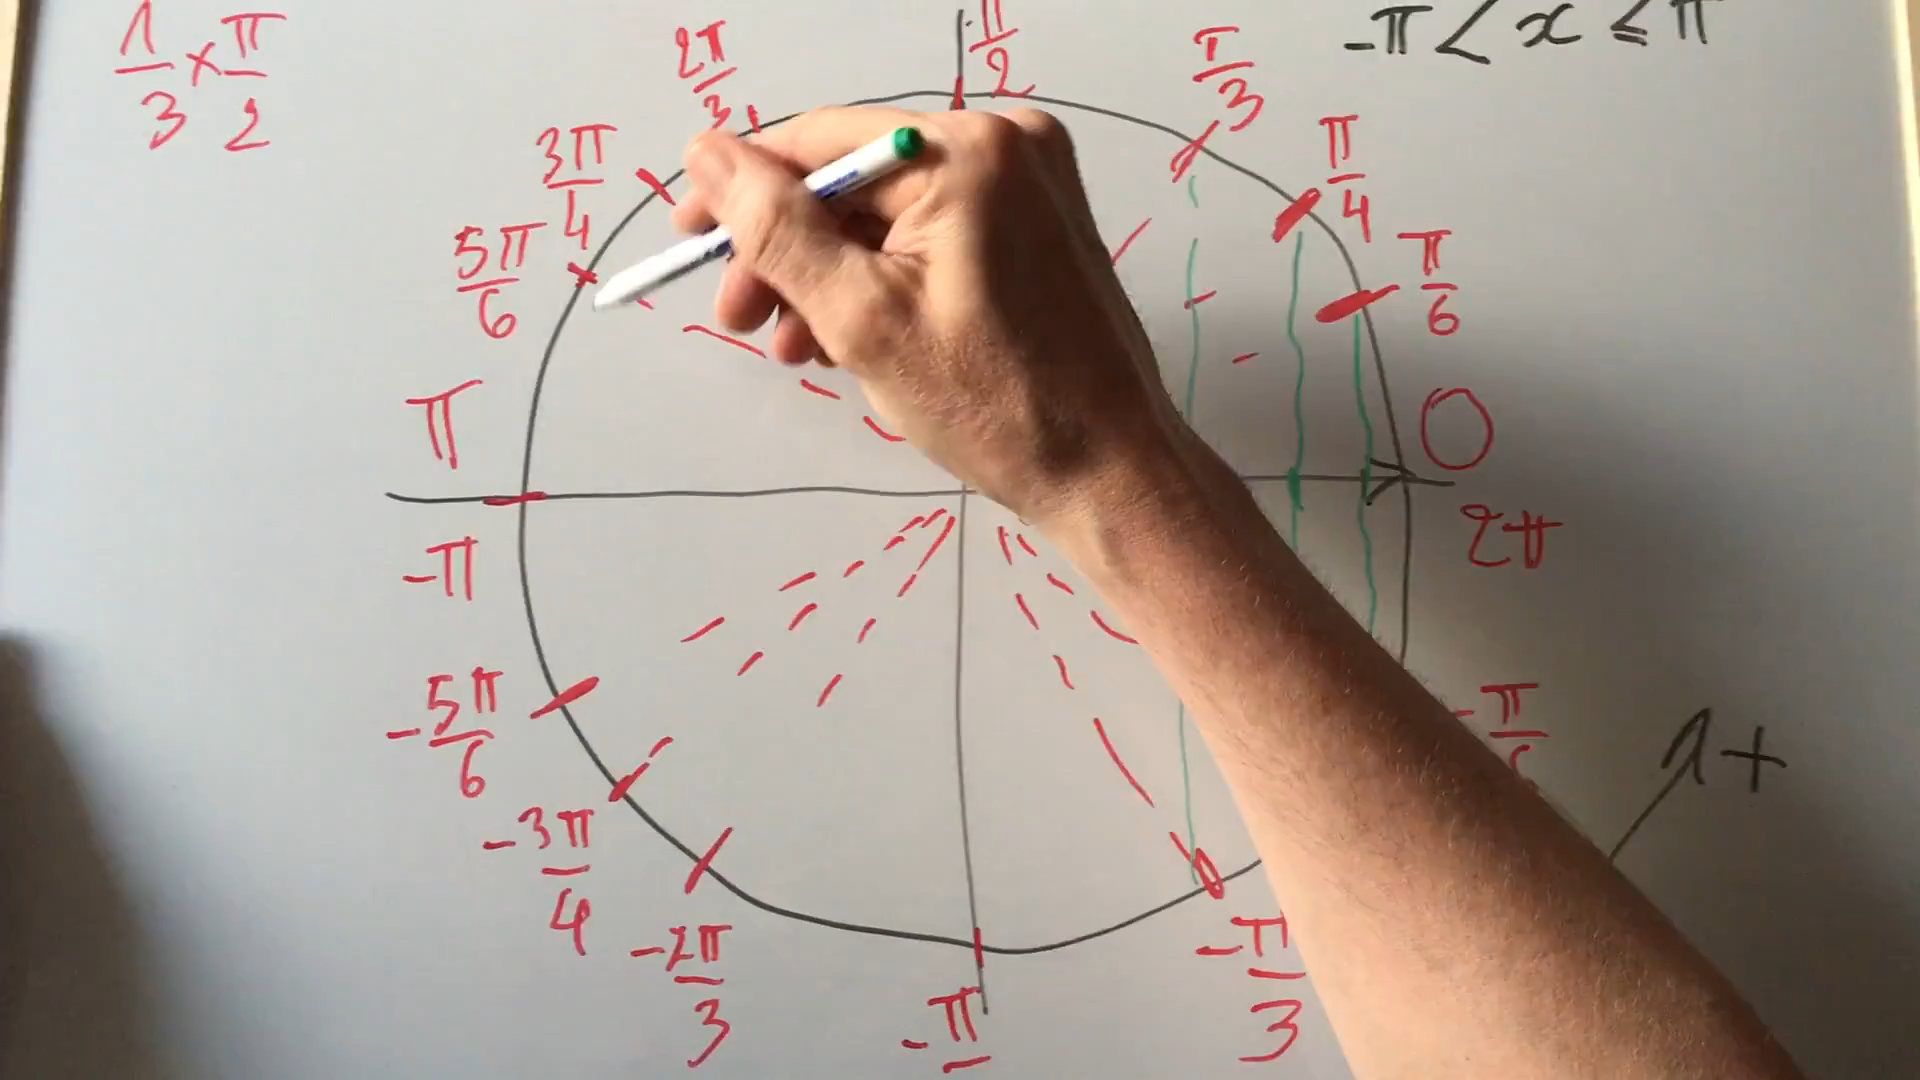 1/3 × π/2
-π < x ≤ π
π/2
2π/3
π/3
3π/4
π/4
5π/6
π/6
π
0
-π
2π
-5π/6
-π/
1+
-3π/4
-2π/3
-π/3
-π/